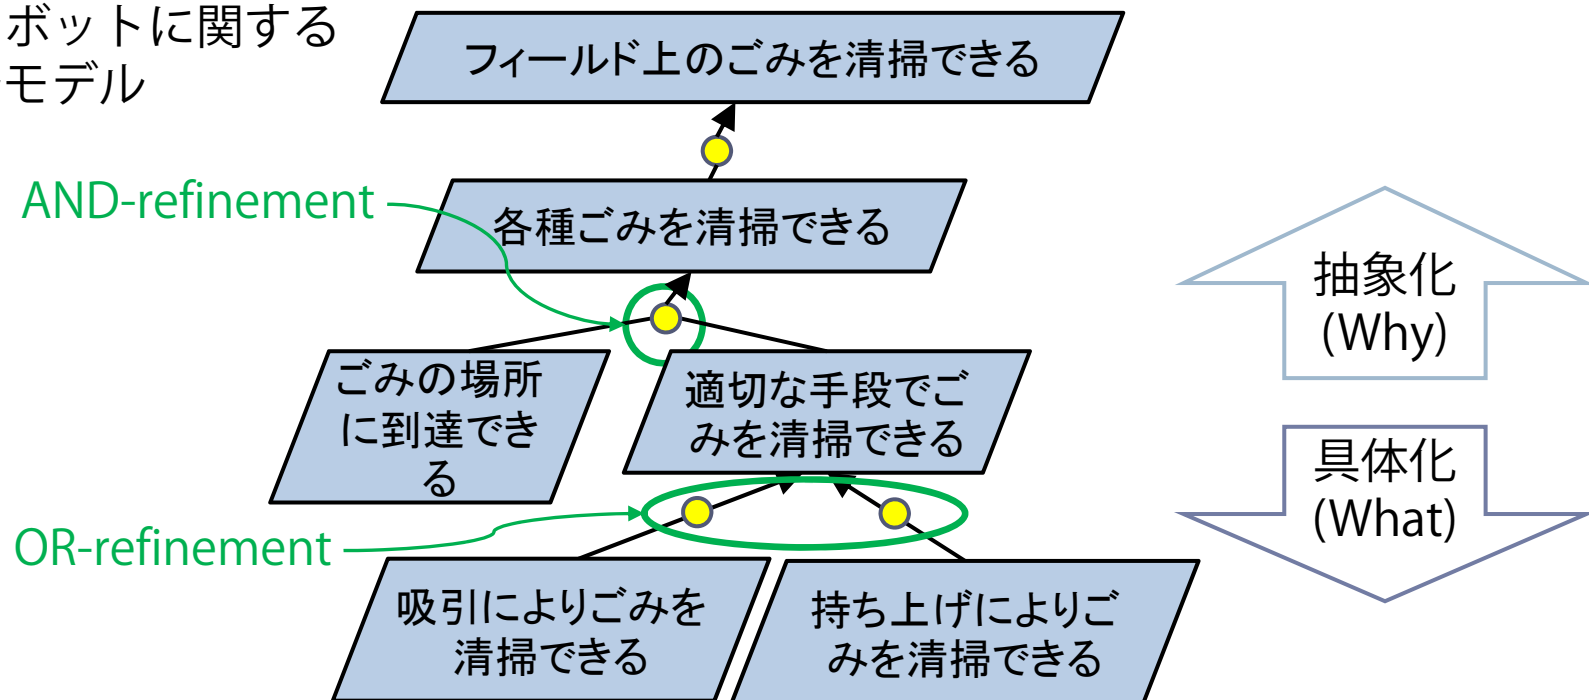 ボットに関する
モデル
フィールド上のごみを清掃できる
AND-refinement
各種ごみを清掃できる
抽象化
(Why)
ごみの場所
に到達でき
る
適切な手段でご
みを清掃できる
具体化
(What)
OR-refinement
吸引によりごみを
清掃できる
持ち上げによりご
みを清掃できる